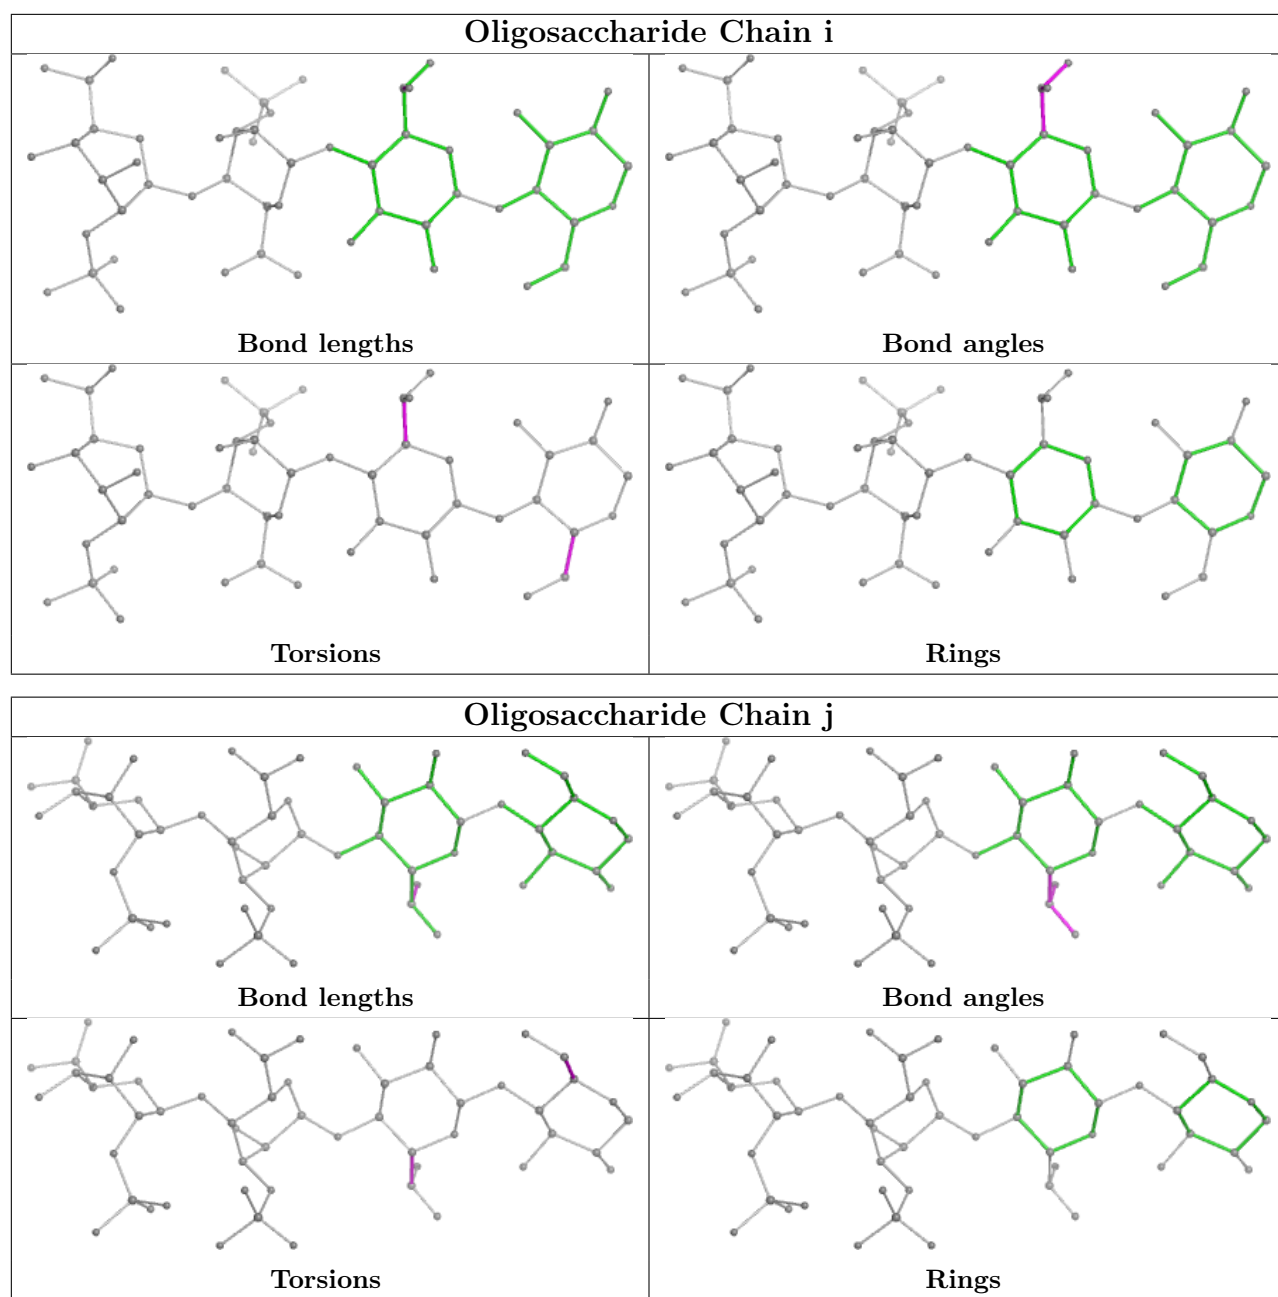 Oligosaccharide Chain i
Bond lengths
Bond angles
Torsions
Rings
Oligosaccharide Chain j
Bond lengths
Bond angles
Torsions
Rings